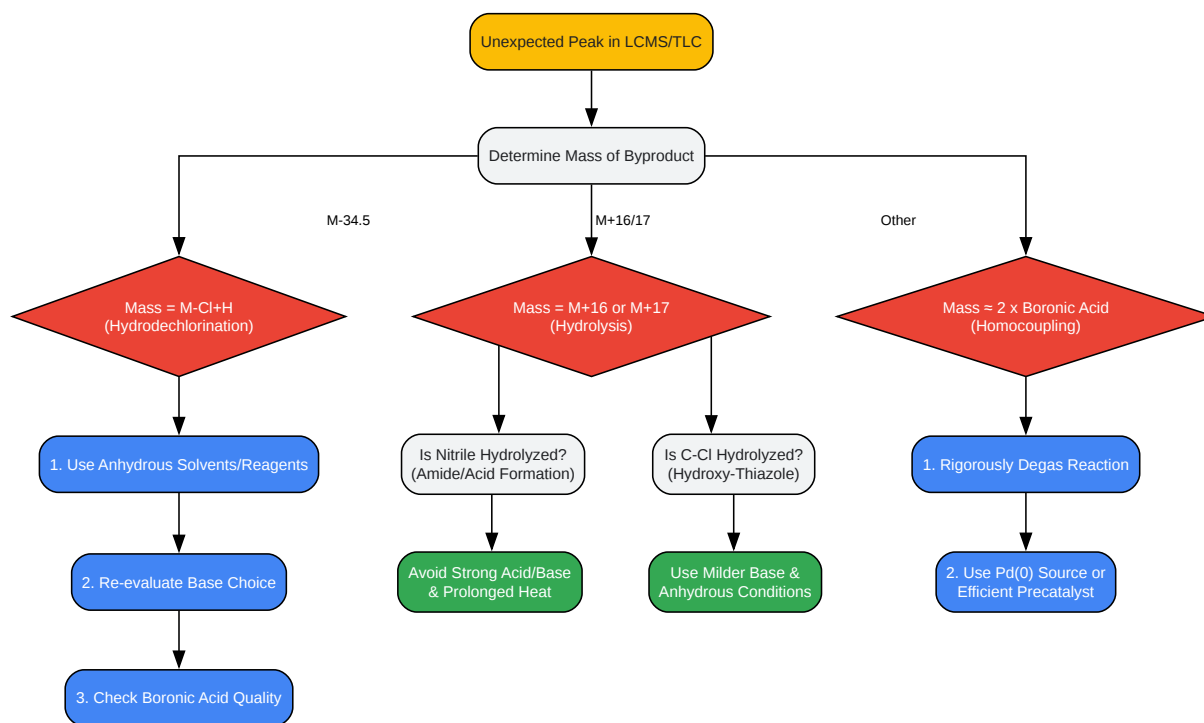 Unexpected Peak in LCMS/TLC
Determine Mass of Byproduct
M-34.5
M+16/17
Other
Mass = M-Cl+H
(Hydrodechlorination)
Mass = M+16 or M+17
(Hydrolysis)
Mass ≈ 2 x Boronic Acid
(Homocoupling)
1. Use Anhydrous Solvents/Reagents
Is Nitrile Hydrolyzed?
(Amide/Acid Formation)
Is C-Cl Hydrolyzed?
(Hydroxy-Thiazole)
1. Rigorously Degas Reaction
2. Re-evaluate Base Choice
Avoid Strong Acid/Base
& Prolonged Heat
Use Milder Base &
Anhydrous Conditions
2. Use Pd(0) Source or
Efficient Precatalyst
3. Check Boronic Acid Quality